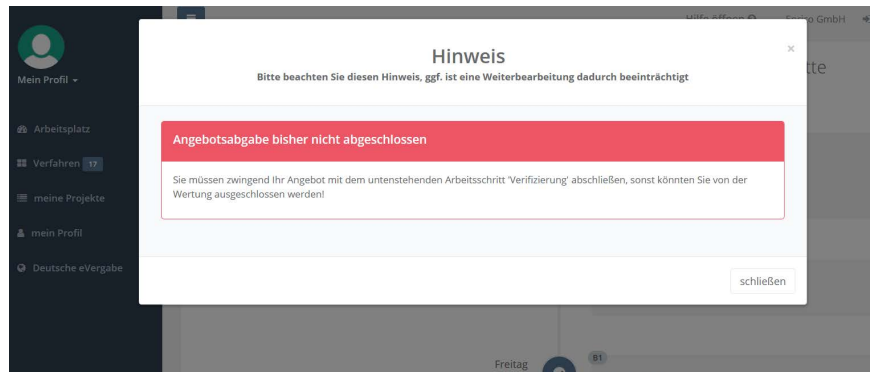 Hilfe öffnen
GmbH
Mein Profil
Arbeitsplatz
Verfahren 17
meine Projekte
mein Profil
Deutsche eVergabe
Hinweis
×
Bitte beachten Sie diesen Hinweis, ggf. ist eine Weiterbearbeitung dadurch beeinträchtigt
Angebotsabgabe bisher nicht abgeschlossen
Sie müssen zwingend Ihr Angebot mit dem untenstehenden Arbeitsschritt 'Verifizierung' abschließen, sonst könnten Sie von der
Wertung ausgeschlossen werden!
schließen
Freitag
B1